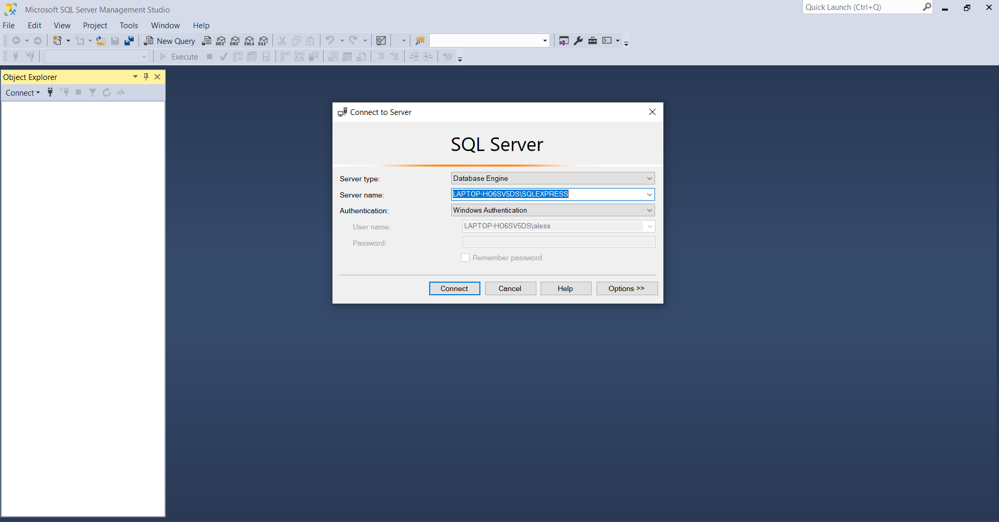 Microsoft SQL Server Management Studio
Quick Launch (Ctrl+Q)
File Edit View Project Tools Window Help
New Query MDX DMX XMLA DAX
Execute
Object Explorer
Connect
Connect to Server
SQL Server
Server type: Database Engine
Server name: LAPTOP-HO6SV5DS\SQLEXPRESS
Authentication: Windows Authentication
User name: LAPTOP-HO6SV5DS\aless
Password:
Remember password
Connect Cancel Help Options >>